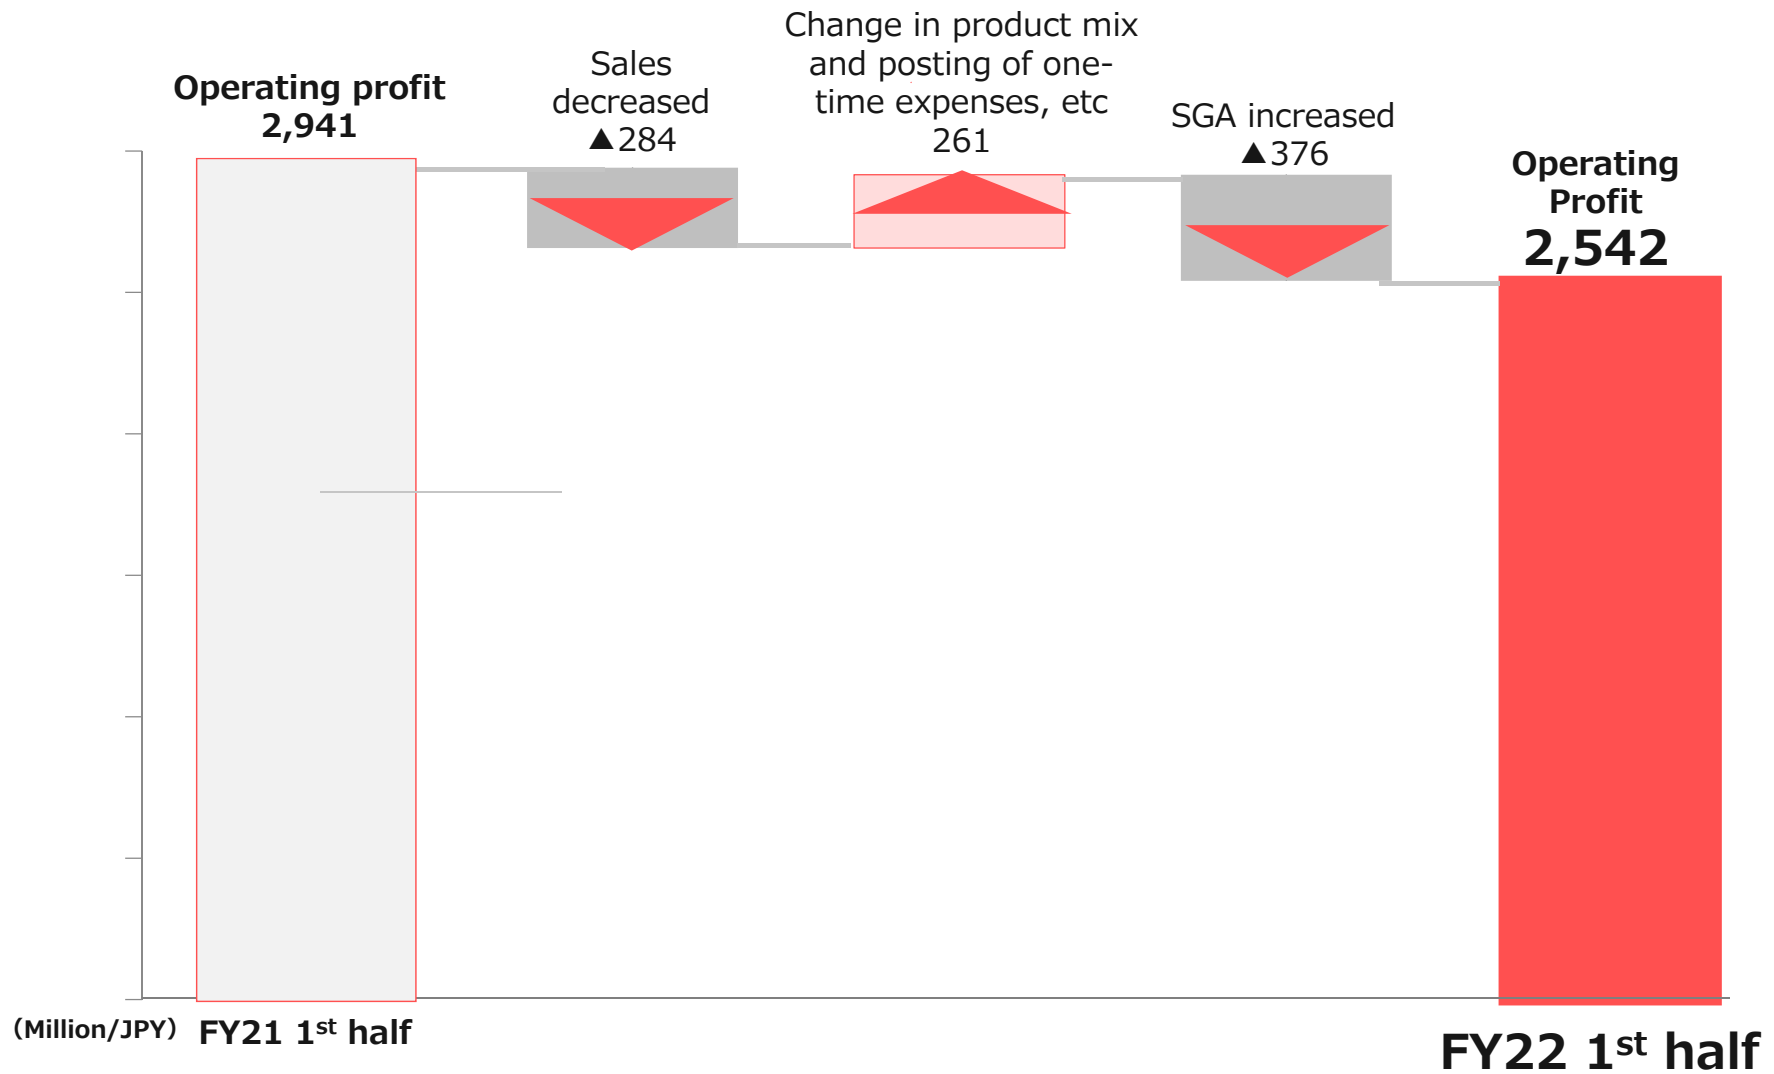 Operating profit
2,941
Sales
decreased
▲284
Change in product mix
and posting of one-
time expenses, etc
261
SGA increased
▲376
Operating
Profit
2,542
(Million/JPY)
FY21 1st half
FY22 1st half